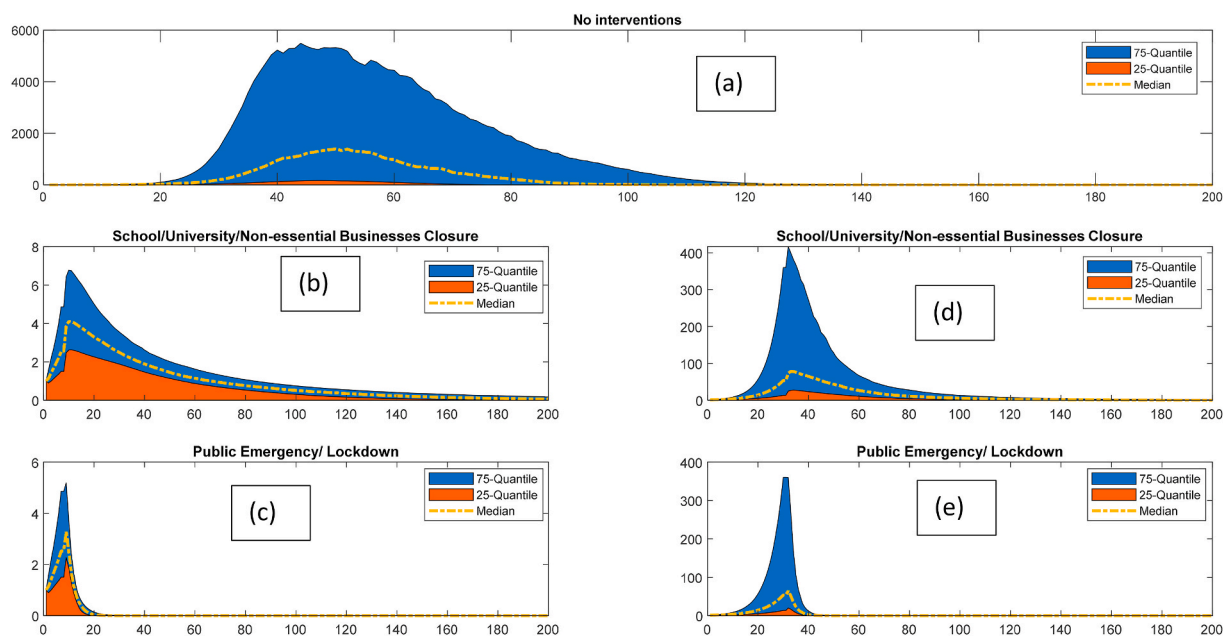 No interventions
6000
4000
2000
0
0 20 40 60 80 100 120 140 160 180 200
75-Quantile
25-Quantile
Median
(a)
School/University/Non-essential Businesses Closure
8
6
4
2
0
0 20 40 60 80 100 120 140 160 180 200
75-Quantile
25-Quantile
Median
(b)
School/University/Non-essential Businesses Closure
400
300
200
100
0
0 20 40 60 80 100 120 140 160 180 200
75-Quantile
25-Quantile
Median
(d)
Public Emergency/ Lockdown
6
4
2
0
0 20 40 60 80 100 120 140 160 180 200
75-Quantile
25-Quantile
Median
(c)
Public Emergency/ Lockdown
400
300
200
100
0
0 20 40 60 80 100 120 140 160 180 200
75-Quantile
25-Quantile
Median
(e)